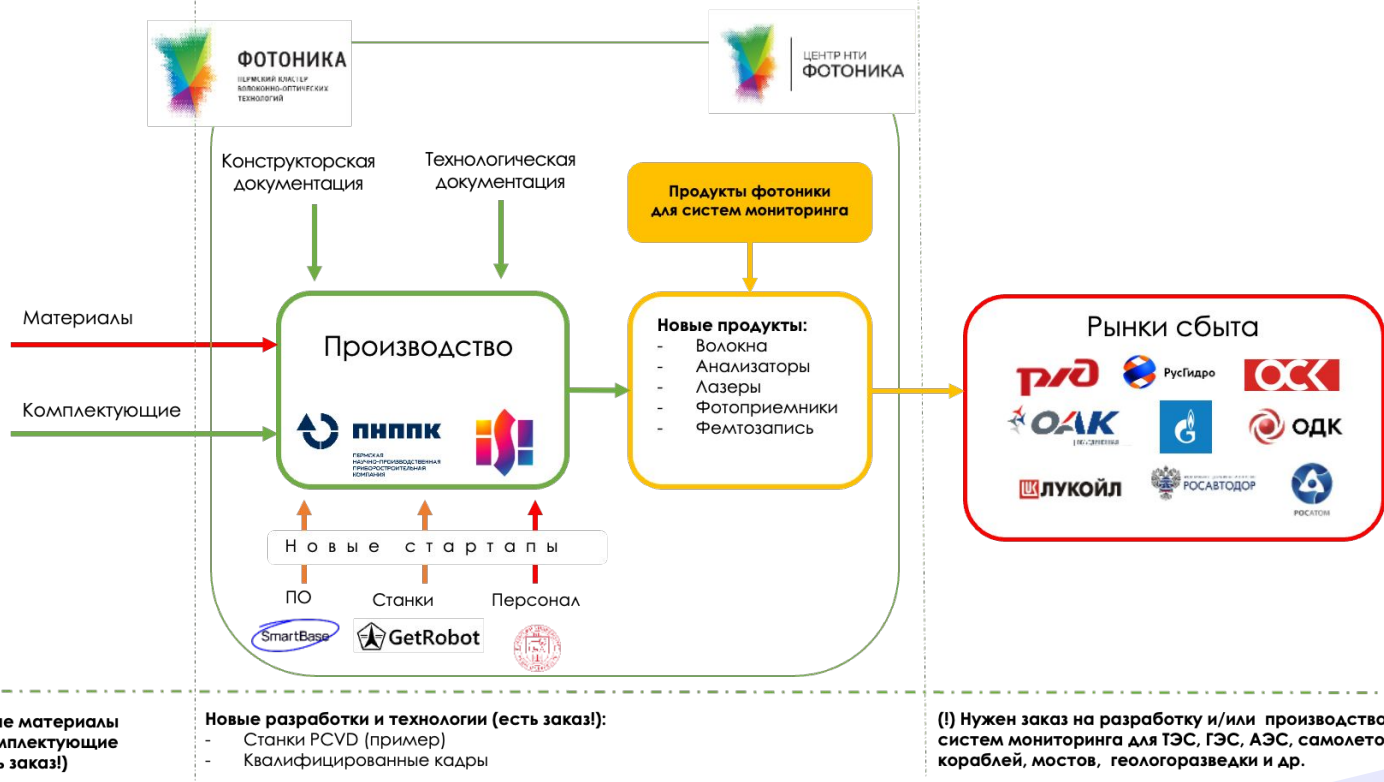 ФОТОНИКА
ПЕРМСКИЙ КЛАСТЕР
ВОЛОКОННО-ОПТИЧЕСКИХ
ТЕХНОЛОГИЙ
ЦЕНТР НТИ
ФОТОНИКА
Конструкторская
документация
Технологическая
документация
Продукты фотоники
для систем мониторинга
Материалы
Комплектующие
Производство
ПНППК
ПЕРМСКАЯ
НАУЧНО-ПРОИЗВОДСТВЕННАЯ
ПРИБОРОСТРОИТЕЛЬНАЯ
КОМПАНИЯ
Новые продукты:
- Волокна
- Анализаторы
- Лазеры
- Фотоприемники
- Фемтозапись
Рынки сбыта
РЖД
РусГидро
ОСК
ОАК
ОДК
ЛУКОЙЛ
РОСАВТОДОР
РОСАТОМ
Новые стартапы
ПО
Станки
Персонал
SmartBase
GetRobot
ые материалы
мплектующие
ь заказ!)
Новые разработки и технологии (есть заказ!):
- Станки PCVD (пример)
- Квалифицированные кадры
(!) Нужен заказ на разработку и/или производство
систем мониторинга для ТЭС, ГЭС, АЭС, самолето
кораблей, мостов, геологоразведки и др.